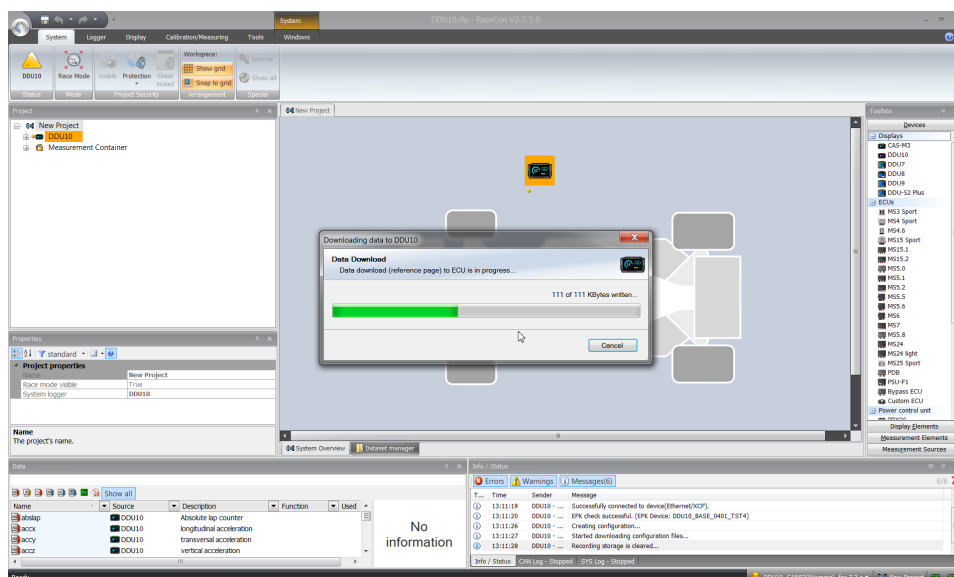 System
DDU10.rlp - RaceCon V2.5.5.0
System Logger Display Calibration/Measuring Tools Windows
DDU10
Race Mode
visible
Protection
Sheet locked
Workspace:
Show grid
Snap to grid
License
Show all
Status Mode Project Security Arrangement Special
Project
New Project
DDU10
Measurement Container
New Project
Downloading data to DDU10
Data Download
Data download (reference page) to ECU is in progress...
111 of 111 KBytes written...
Cancel
Toolbox
Devices
Displays
CAS-M3
DDU10
DDU7
DDU8
DDU9
DDU-S2 Plus
ECUs
MS3 Sport
MS4 Sport
MS4.6
MS15 Sport
MS15.1
MS15.2
MS5.0
MS5.1
MS5.2
MS5.5
MS5.6
MS6
MS7
MS5.8
MS24
MS24 light
MS25 Sport
PDB
PSU-F1
Bypass ECU
Custom ECU
Power control unit
Display Elements
Measurement Elements
Measurement Sources
Properties
standard
Project properties
Name New Project
Race mode visible True
System logger DDU10
Name
The project's name.
System Overview Dataset manager
Data
Show all
Name Source Description Function Used
abslap DDU10 Absolute lap counter
accx DDU10 longitudinal acceleration
accy DDU10 transversal acceleration
accz DDU10 vertical acceleration
No information
Info / Status
Errors Warnings Messages(6) 6/6
T... Time Sender Message
13:11:19 DDU10 - ... Successfully connected to device(Ethernet/XCP).
13:11:20 DDU10 - ... EPK check successful. (EPK Device: DDU10_BASE_0401_TST4)
13:11:26 DDU10 - ... Creating configuration...
13:11:27 DDU10 - ... Started downloading configuration files...
13:11:28 DDU10 - ... Recording storage is cleared...
Info / Status CAN Log - Stopped SYS Log - Stopped